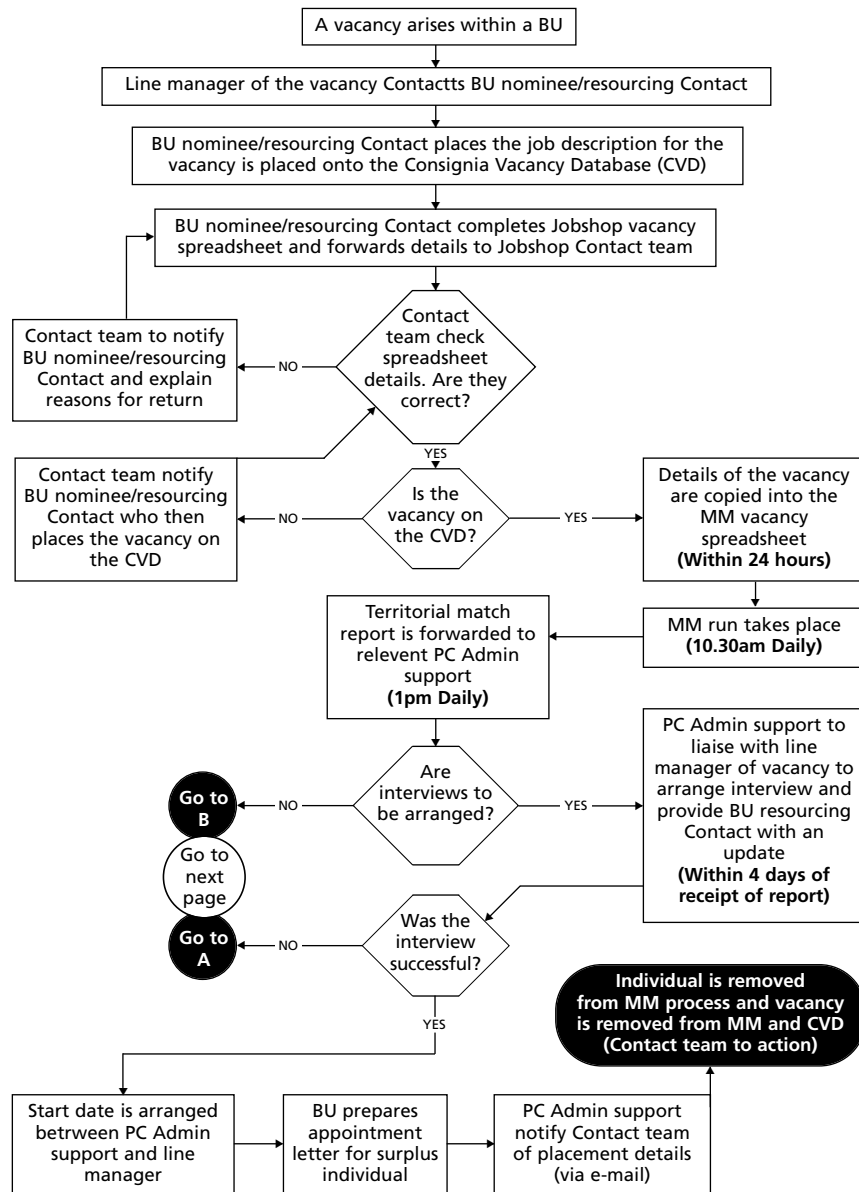 A vacancy arises within a BU
Line manager of the vacancy Contactts BU nominee/resourcing Contact
BU nominee/resourcing Contact places the job description for the
vacancy is placed onto the Consignia Vacancy Database (CVD)
BU nominee/resourcing Contact completes Jobshop vacancy
spreadsheet and forwards details to Jobshop Contact team
Contact
team check
spreadsheet
details. Are they
correct?
NO
Contact team to notify
BU nominee/resourcing
Contact and explain
reasons for return
YES
Is the
vacancy on
the CVD?
NO
Contact team notify
BU nominee/resourcing
Contact who then
places the vacancy on
the CVD
YES
Details of the vacancy
are copied into the
MM vacancy
spreadsheet
(Within 24 hours)
MM run takes place
(10.30am Daily)
Territorial match
report is forwarded to
relevent PC Admin
support
(1pm Daily)
Are
interviews to
be arranged?
NO
Go to
B
Go to
next
page
Go to
A
YES
PC Admin support to
liaise with line
manager of vacancy to
arrange interview and
provide BU resourcing
Contact with an
update
(Within 4 days of
receipt of report)
Was the
interview
successful?
NO
YES
Start date is arranged
betrween PC Admin
support and line
manager
BU prepares
appointment
letter for surplus
individual
PC Admin support
notify Contact team
of placement details
(via e-mail)
Individual is removed
from MM process and vacancy
is removed from MM and CVD
(Contact team to action)